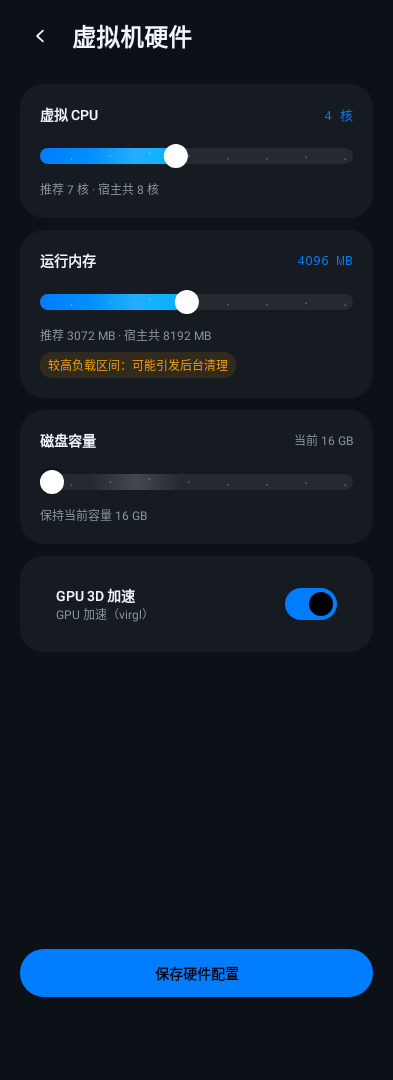 虚拟机硬件
虚拟 CPU
4 核
推荐 7 核 · 宿主共 8 核
运行内存
4096 MB
推荐 3072 MB · 宿主共 8192 MB
较高负载区间：可能引发后台清理
磁盘容量
当前 16 GB
保持当前容量 16 GB
GPU 3D 加速
GPU 加速（virgl）
保存硬件配置